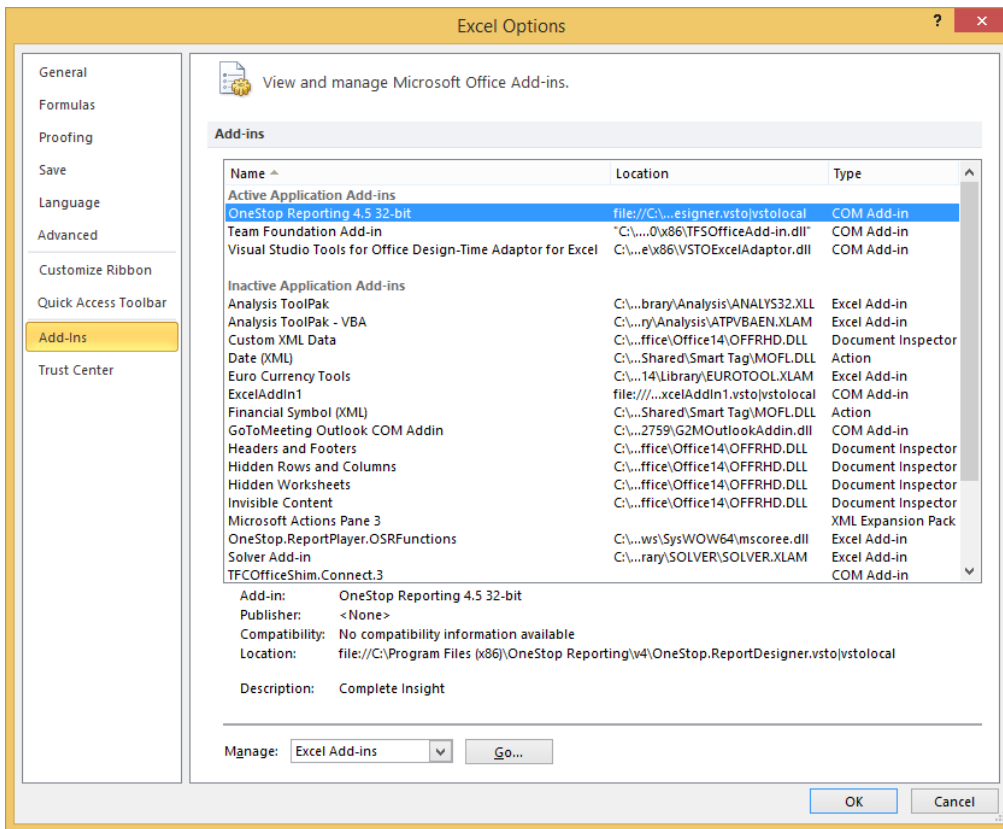 Excel Options
?
General
Formulas
Proofing
Save
Language
Advanced
Customize Ribbon
Quick Access Toolbar
Add-Ins
Trust Center
View and manage Microsoft Office Add-ins.
Add-ins
Name Location Type
Active Application Add-ins
OneStop Reporting 4.5 32-bit file://C:\...esigner.vsto|vstolocal COM Add-in
Team Foundation Add-in "C:\....0\x86\TFSOfficeAdd-in.dll" COM Add-in
Visual Studio Tools for Office Design-Time Adaptor for Excel C:\...e\x86\VSTOExcelAdaptor.dll COM Add-in
Inactive Application Add-ins
Analysis ToolPak C:\...brary\Analysis\ANALYS32.XLL Excel Add-in
Analysis ToolPak - VBA C:\...ry\Analysis\ATPVBAEN.XLAM Excel Add-in
Custom XML Data C:\...ffice\Office14\OFFRHD.DLL Document Inspector
Date (XML) C:\...Shared\Smart Tag\MOFL.DLL Action
Euro Currency Tools C:\...14\Library\EUROTOOL.XLAM Excel Add-in
ExcelAddIn1 file:///...xcelAddIn1.vsto|vstolocal COM Add-in
Financial Symbol (XML) C:\...Shared\Smart Tag\MOFL.DLL Action
GoToMeeting Outlook COM Addin C:\...2759\G2MOutlookAddin.dll COM Add-in
Headers and Footers C:\...ffice\Office14\OFFRHD.DLL Document Inspector
Hidden Rows and Columns C:\...ffice\Office14\OFFRHD.DLL Document Inspector
Hidden Worksheets C:\...ffice\Office14\OFFRHD.DLL Document Inspector
Invisible Content C:\...ffice\Office14\OFFRHD.DLL Document Inspector
Microsoft Actions Pane 3 XML Expansion Pack
OneStop.ReportPlayer.OSRFunctions C:\...ws\SysWOW64\mscoree.dll Excel Add-in
Solver Add-in C:\...rary\SOLVER\SOLVER.XLAM Excel Add-in
TFCOfficeShim.Connect.3 COM Add-in
Add-in: OneStop Reporting 4.5 32-bit
Publisher: <None>
Compatibility: No compatibility information available
Location: file://C:\Program Files (x86)\OneStop Reporting\v4\OneStop.ReportDesigner.vsto|vstolocal
Description: Complete Insight
Manage: Excel Add-ins Go...
OK Cancel